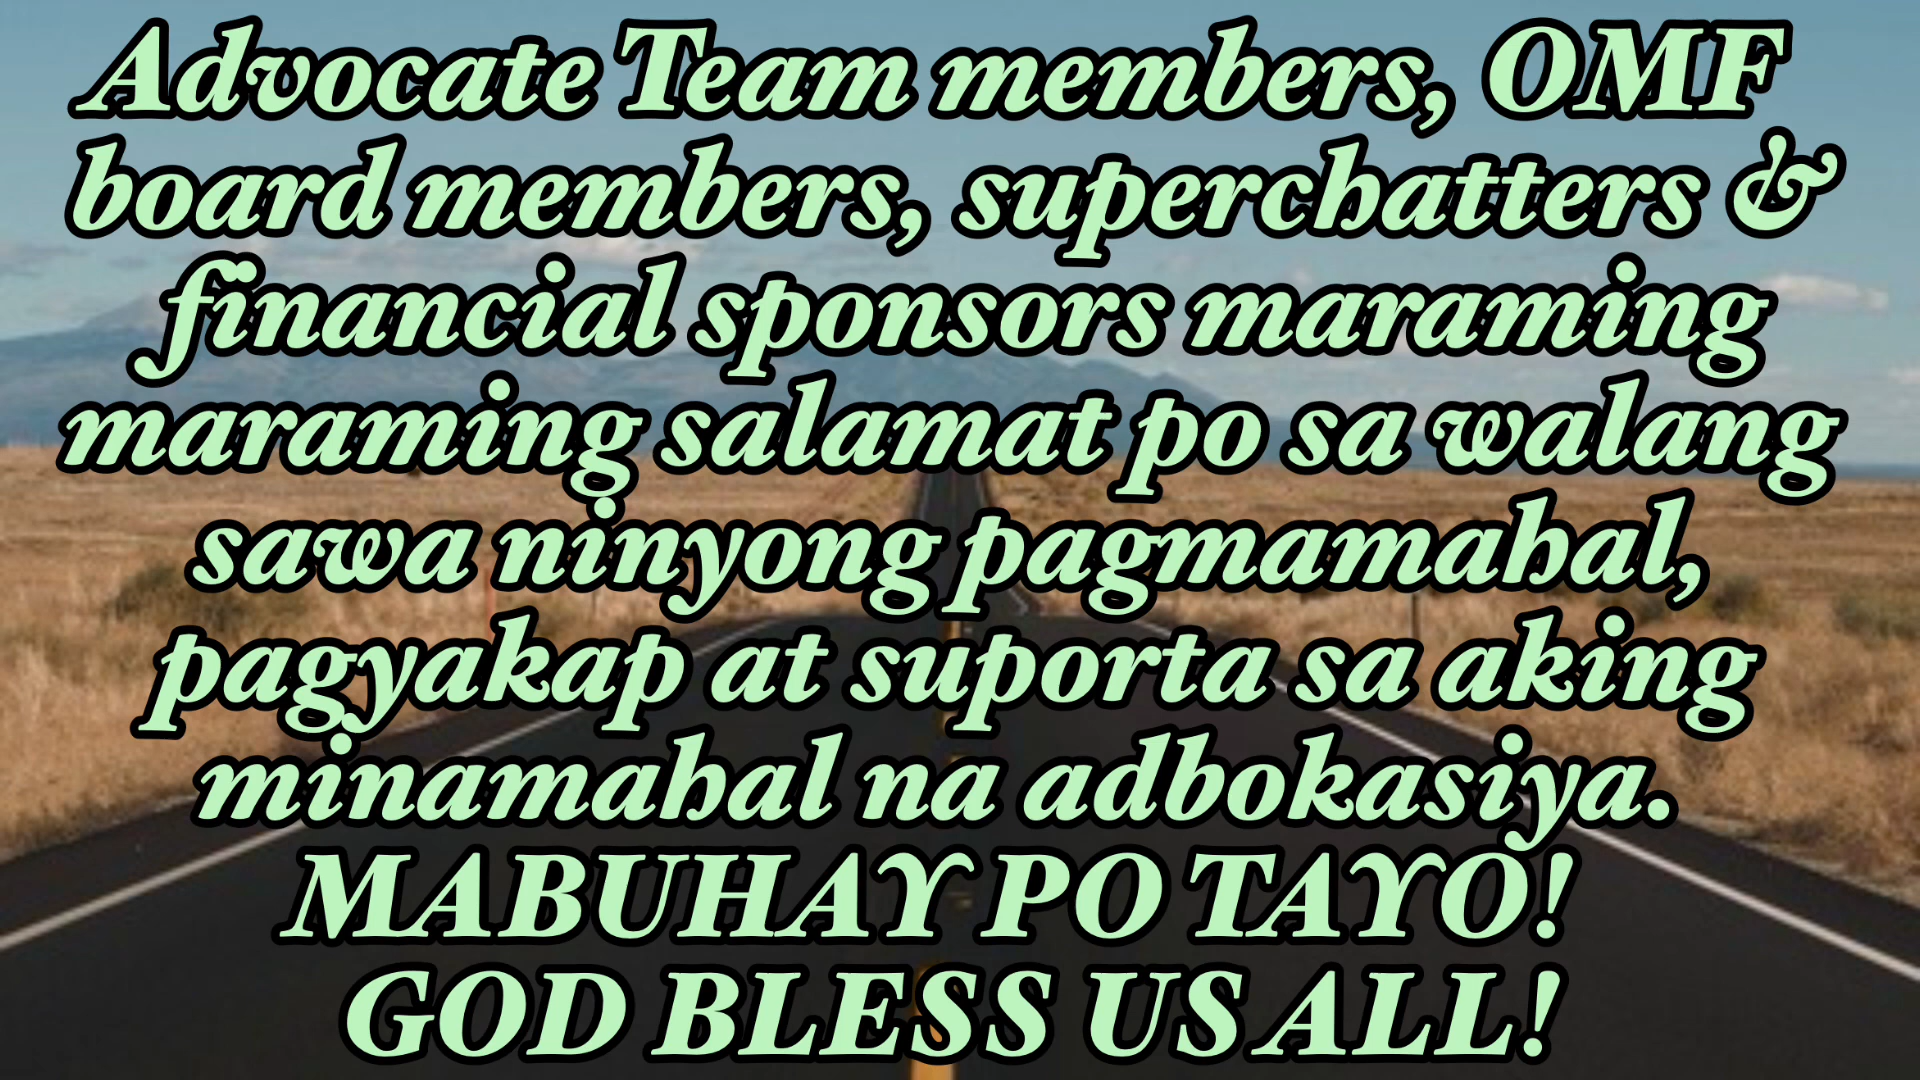 Advocate Team members, OMF
board members, superchatters &
financial sponsors maraming
maraming salamat po sa walang
sawa ninyong pagmamahal,
pagyakap at suporta sa aking
minamahal na adbokasiya.
MABUHAY PO TAYO!
GOD BLESS US ALL!